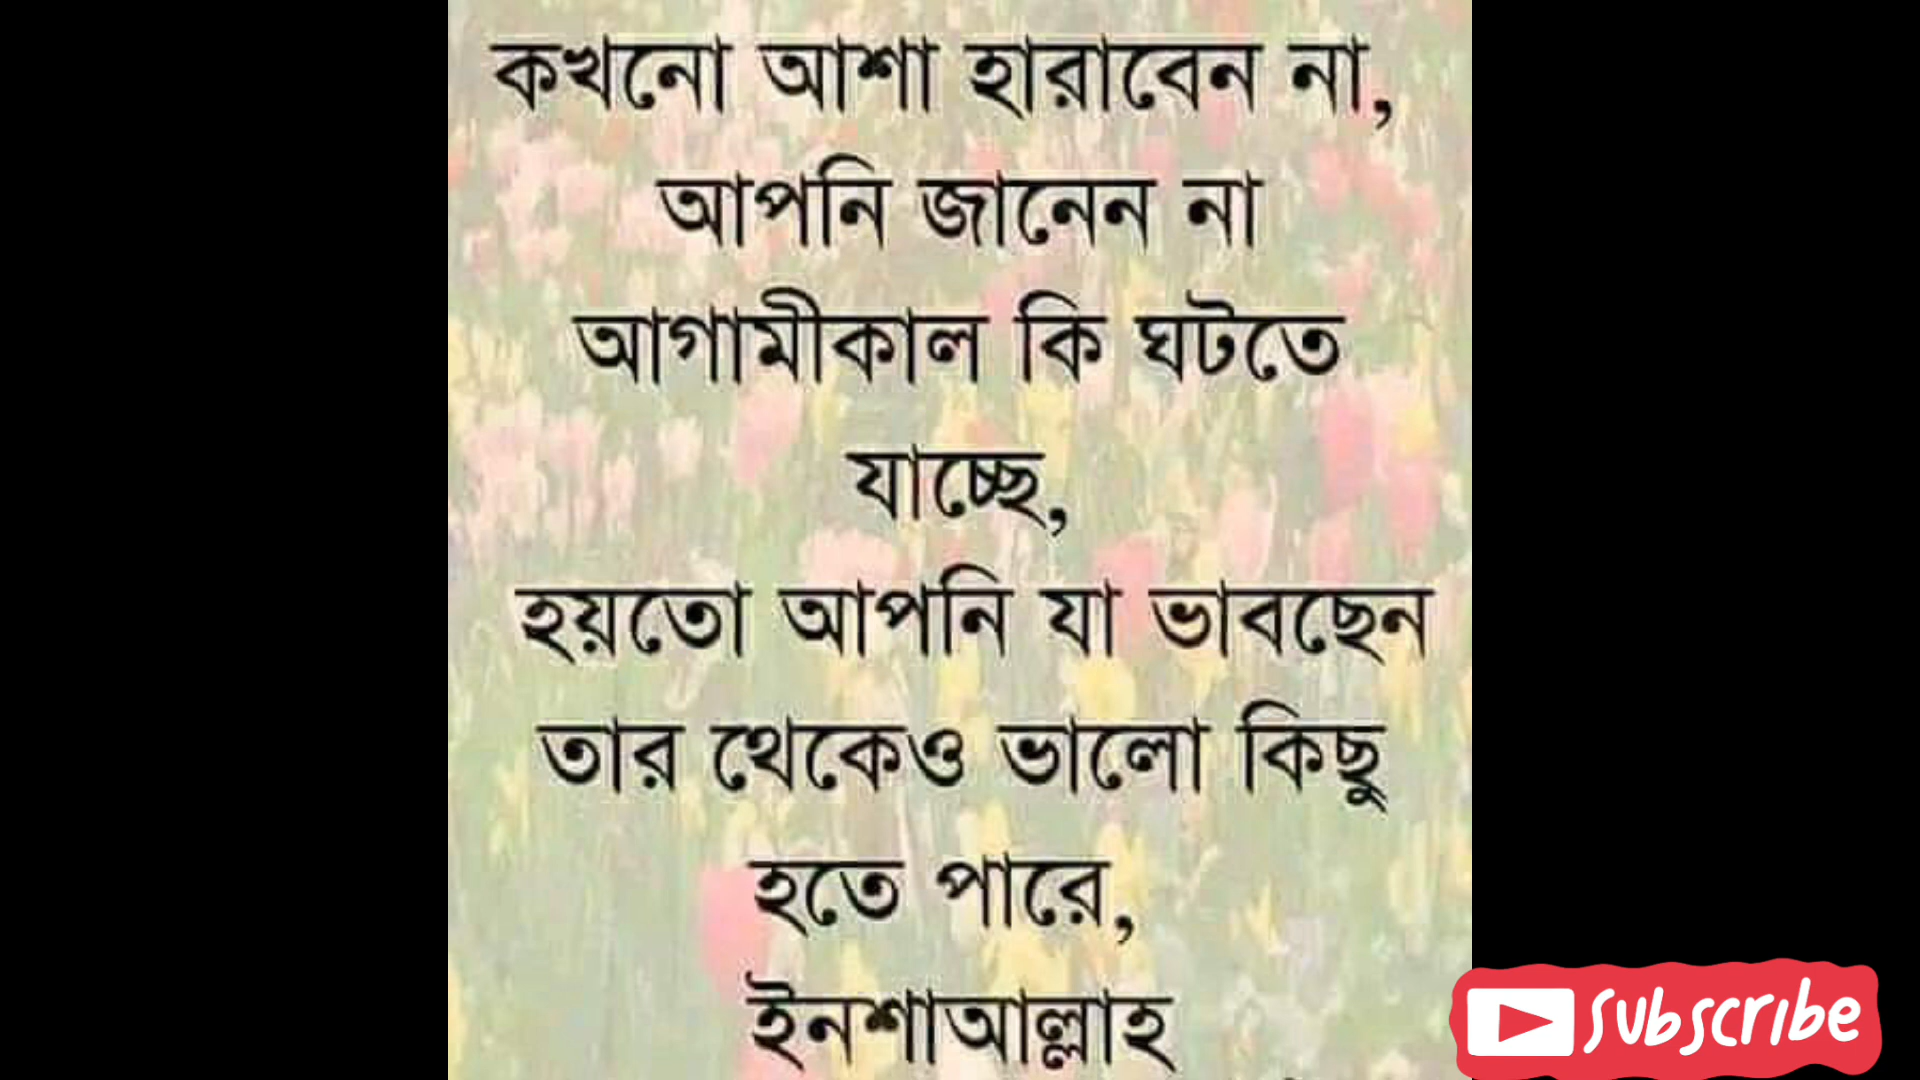 কখনো আশা হারাবেন না,
আপনি জানেন না
আগামীকাল কি ঘটতে
যাচ্ছে,
হয়তো আপনি যা ভাবছেন
তার থেকেও ভালো কিছু
হতে পারে,
ইনশাআল্লাহ
Subscribe